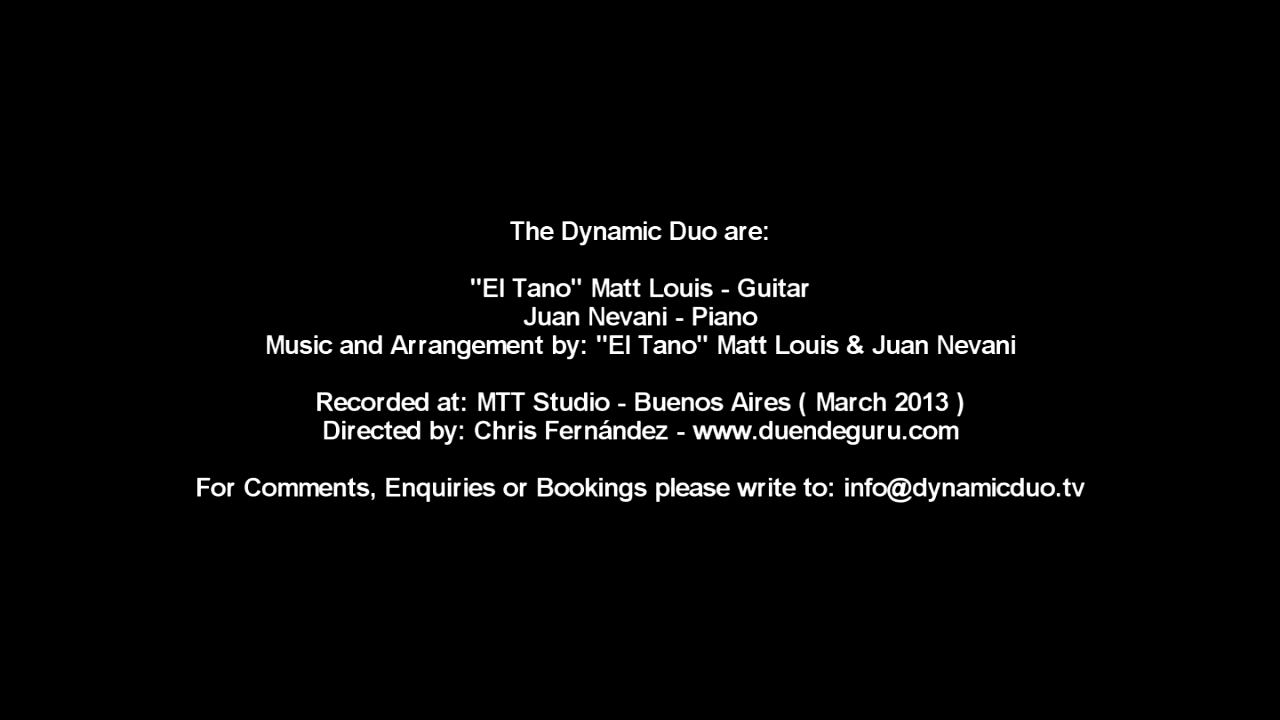 The Dynamic Duo are:
"El Tano" Matt Louis - Guitar
Juan Nevani - Piano
Music and Arrangement by: "El Tano" Matt Louis & Juan Nevani
Recorded at: MTT Studio - Buenos Aires ( March 2013 )
Directed by: Chris Fernández - www.duendeguru.com
For Comments, Enquiries or Bookings please write to: info@dynamicduo.tv